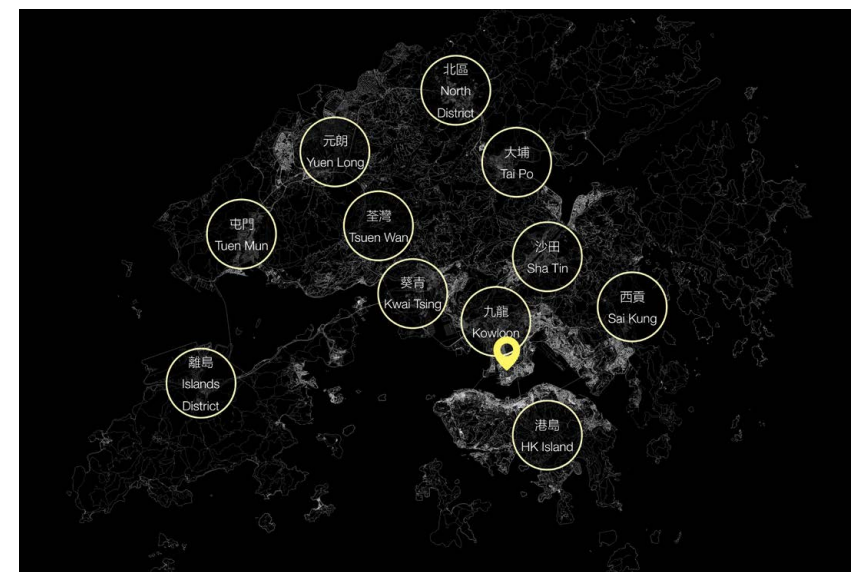 北區
North
District
元朗
Yuen Long
大埔
Tai Po
屯門
Tuen Mun
荃灣
Tsuen Wan
沙田
Sha Tin
葵青
Kwai Tsing
西貢
Sai Kung
九龍
Kowloon
離島
Islands
District
港島
HK Island